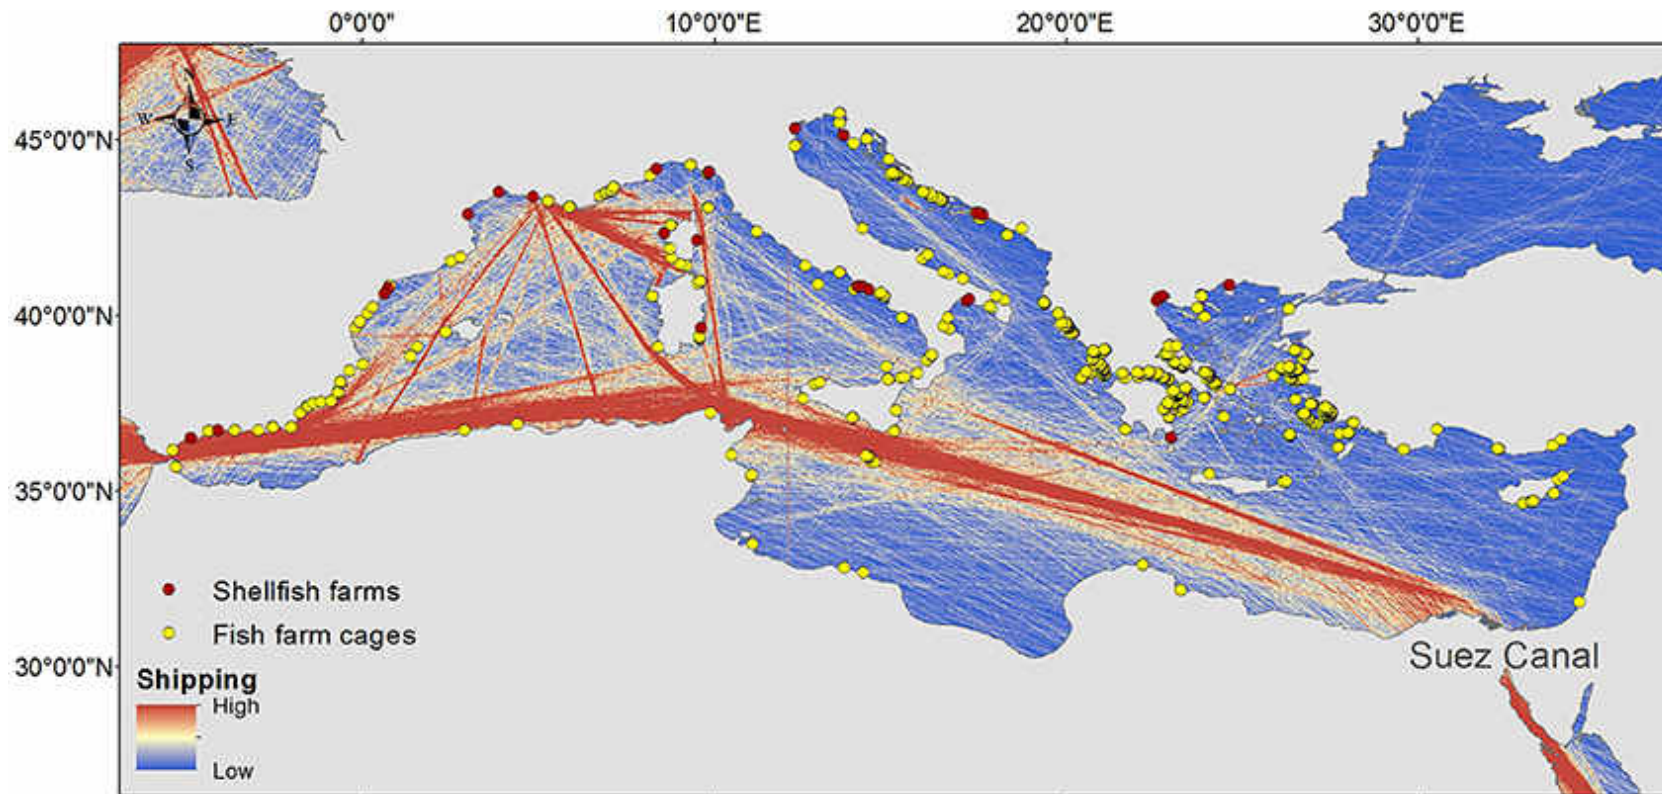 0°0'0" 10°0'0"E 20°0'0"E 30°0'0"E
N
W E
S
45°0'0"N
40°0'0"N
35°0'0"N
30°0'0"N
Shellfish farms
Fish farm cages
Suez Canal
Shipping
High
Low